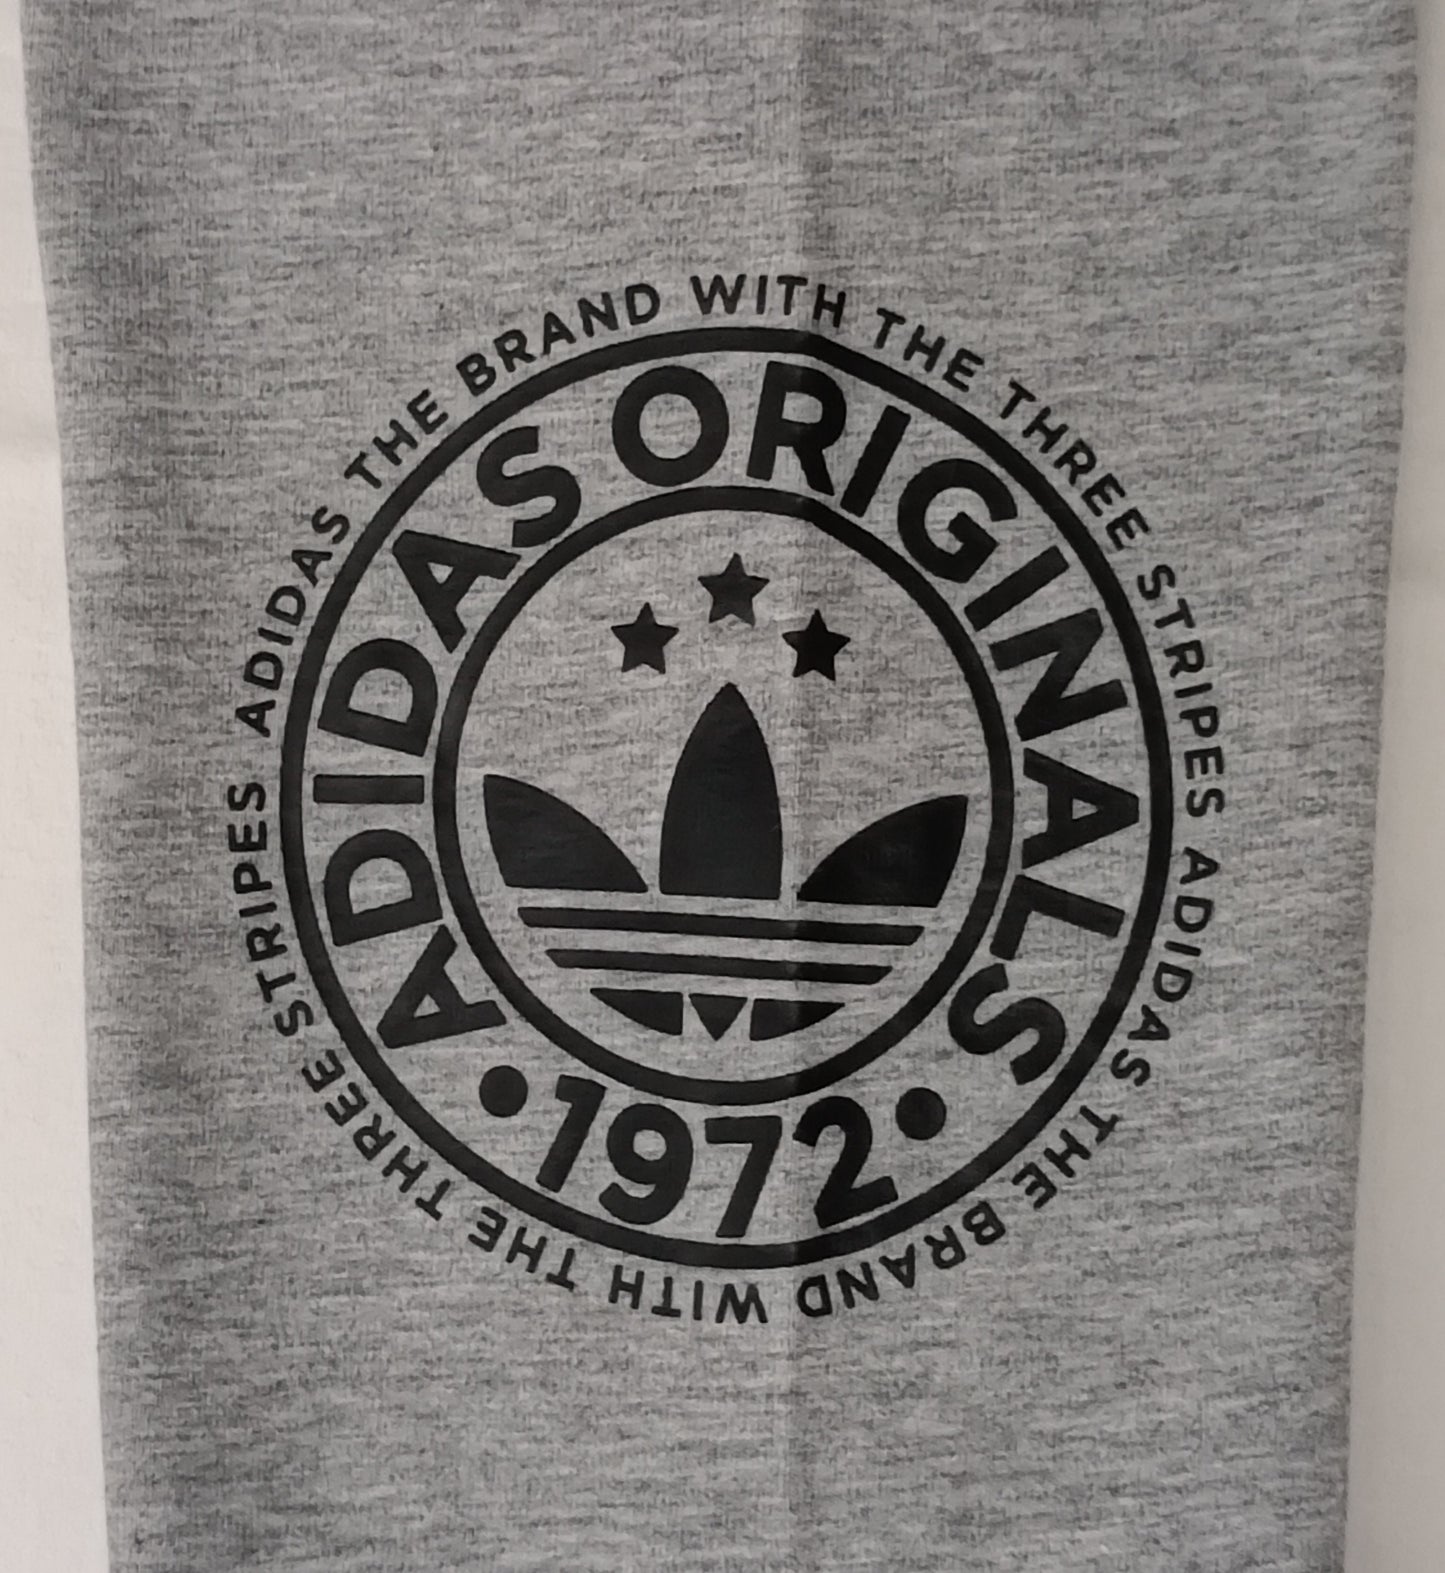 ADIDAS THE BRAND WITH THE THREE STRIPES ADIDAS THE BRAND WITH THE THREE STRIPES
ADIDAS ORIGINALS
•1972•